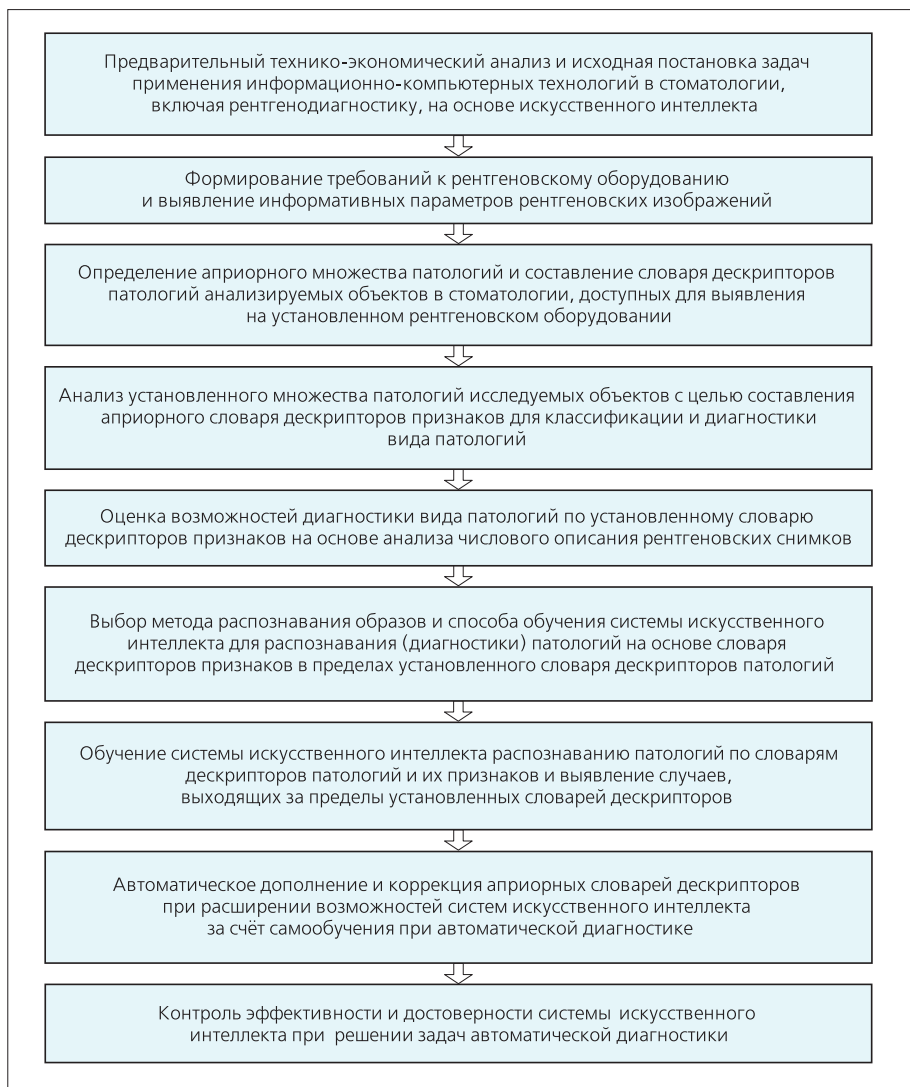 Предварительный технико-экономический анализ и исходная постановка задач
применения информационно-компьютерных технологий в стоматологии,
включая рентгенодиагностику, на основе искусственного интеллекта
Формирование требований к рентгеновскому оборудованию
и выявление информативных параметров рентгеновских изображений
Определение априорного множества патологий и составление словаря дескрипторов
патологий анализируемых объектов в стоматологии, доступных для выявления
на установленном рентгеновском оборудовании
Анализ установленного множества патологий исследуемых объектов с целью составления
априорного словаря дескрипторов признаков для классификации и диагностики
вида патологий
Оценка возможностей диагностики вида патологий по установленному словарю
дескрипторов признаков на основе анализа числового описания рентгеновских снимков
Выбор метода распознавания образов и способа обучения системы искусственного
интеллекта для распознавания (диагностики) патологий на основе словаря
дескрипторов признаков в пределах установленного словаря дескрипторов патологий
Обучение системы искусственного интеллекта распознаванию патологий по словарям
дескрипторов патологий и их признаков и выявление случаев,
выходящих за пределы установленных словарей дескрипторов
Автоматическое дополнение и коррекция априорных словарей дескрипторов
при расширении возможностей систем искусственного интеллекта
за счёт самообучения при автоматической диагностике
Контроль эффективности и достоверности системы искусственного
интеллекта при решении задач автоматической диагностики